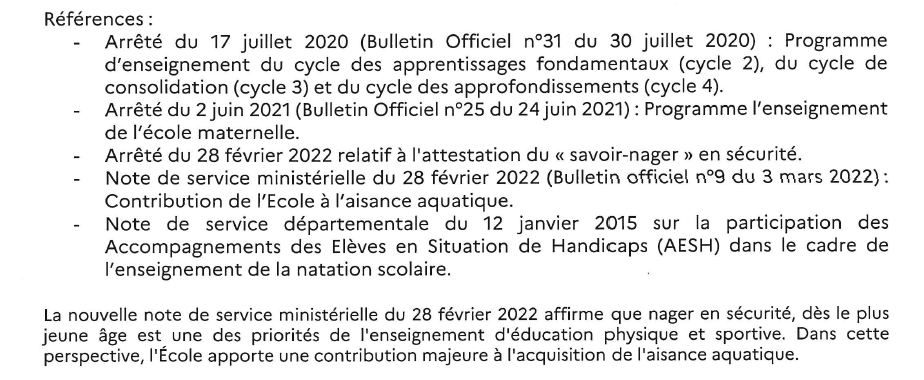 Références :
- Arrêté du 17 juillet 2020 (Bulletin Officiel n°31 du 30 juillet 2020) : Programme
d'enseignement du cycle des apprentissages fondamentaux (cycle 2), du cycle de
consolidation (cycle 3) et du cycle des approfondissements (cycle 4).
- Arrêté du 2 juin 2021 (Bulletin Officiel n°25 du 24 juin 2021) : Programme l'enseignement
de l'école maternelle.
- Arrêté du 28 février 2022 relatif à l'attestation du « savoir-nager » en sécurité.
- Note de service ministérielle du 28 février 2022 (Bulletin officiel n°9 du 3 mars 2022) :
Contribution de l'Ecole à l'aisance aquatique.
- Note de service départementale du 12 janvier 2015 sur la participation des
Accompagnements des Elèves en Situation de Handicaps (AESH) dans le cadre de
l'enseignement de la natation scolaire.
La nouvelle note de service ministérielle du 28 février 2022 affirme que nager en sécurité, dès le plus
jeune âge est une des priorités de l'enseignement d'éducation physique et sportive. Dans cette
perspective, l'École apporte une contribution majeure à l'acquisition de l'aisance aquatique.